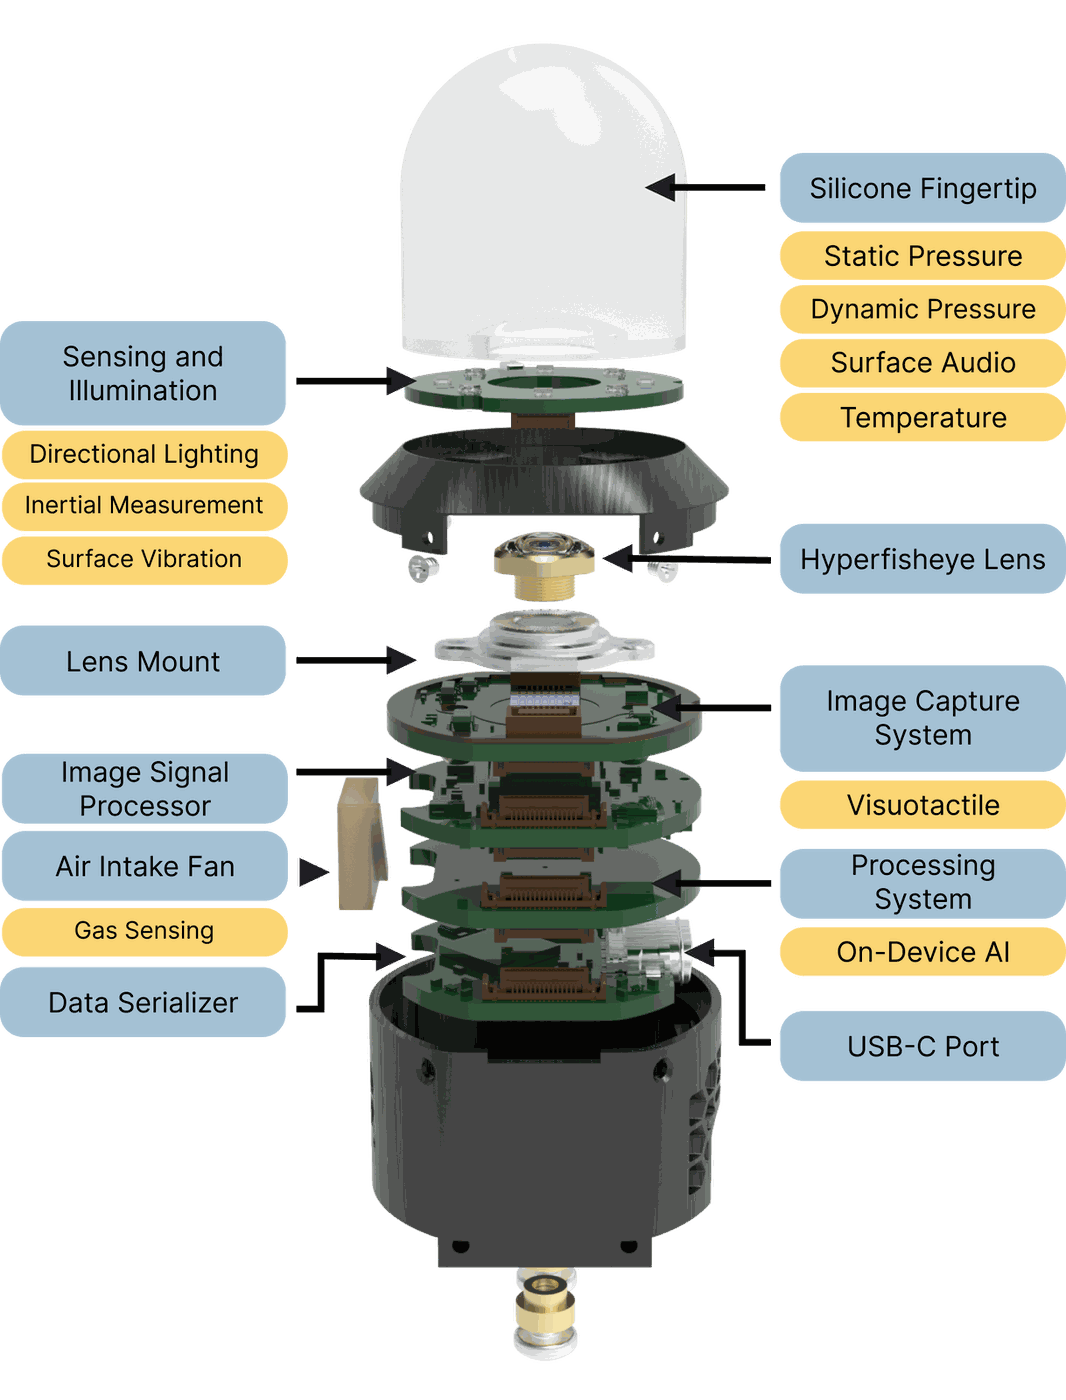 Silicone Fingertip
Static Pressure
Dynamic Pressure
Surface Audio
Temperature
Sensing and
Illumination
Directional Lighting
Inertial Measurement
Surface Vibration
Hyperfisheye Lens
Lens Mount
Image Capture
System
Visuotactile
Image Signal
Processor
Air Intake Fan
Gas Sensing
Data Serializer
Processing
System
On-Device AI
USB-C Port